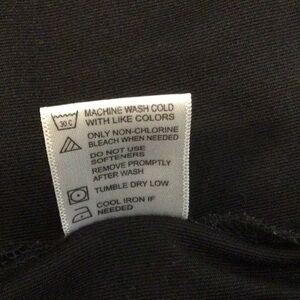 MACHINE WASH COLD
30 C
WITH LIKE COLORS
ONLY NON-CHLORINE
BLEACH WHEN NEEDED
DO NOT USE
SOFTENERS
REMOVE PROMPTLY
AFTER WASH
TUMBLE DRY LOW
COOL IRON IF
NEEDED